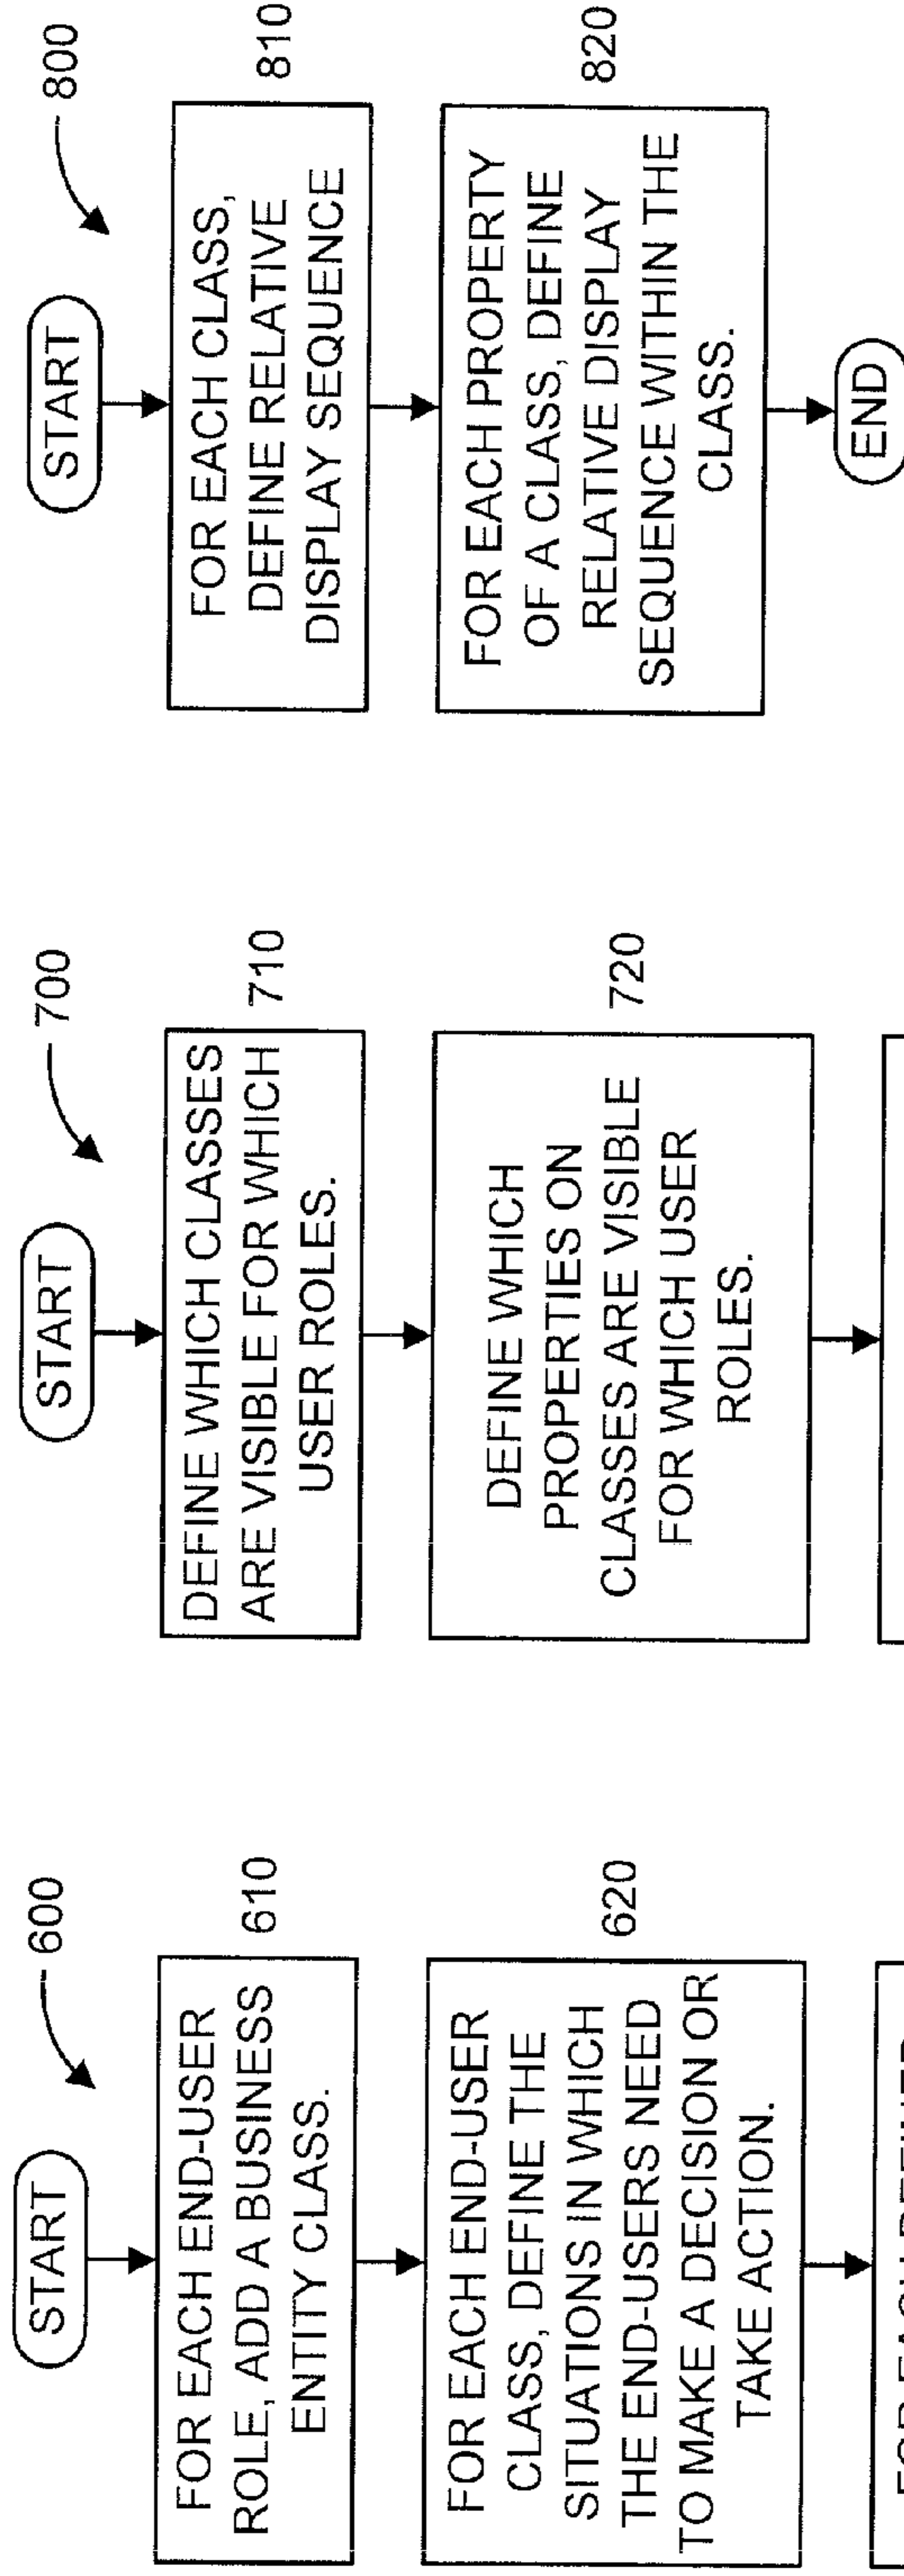 600
START
FOR EACH END-USER
ROLE, ADD A BUSINESS
ENTITY CLASS.
610
FOR EACH END-USER
CLASS, DEFINE THE
SITUATIONS IN WHICH
THE END-USERS NEED
TO MAKE A DECISION OR
TAKE ACTION.
620
FOR EACH DEFINED
700
START
DEFINE WHICH CLASSES
ARE VISIBLE FOR WHICH
USER ROLES.
710
DEFINE WHICH
PROPERTIES ON
CLASSES ARE VISIBLE
FOR WHICH USER
ROLES.
720
800
START
FOR EACH CLASS,
DEFINE RELATIVE
DISPLAY SEQUENCE
810
FOR EACH PROPERTY
OF A CLASS, DEFINE
RELATIVE DISPLAY
SEQUENCE WITHIN THE
CLASS.
820
END